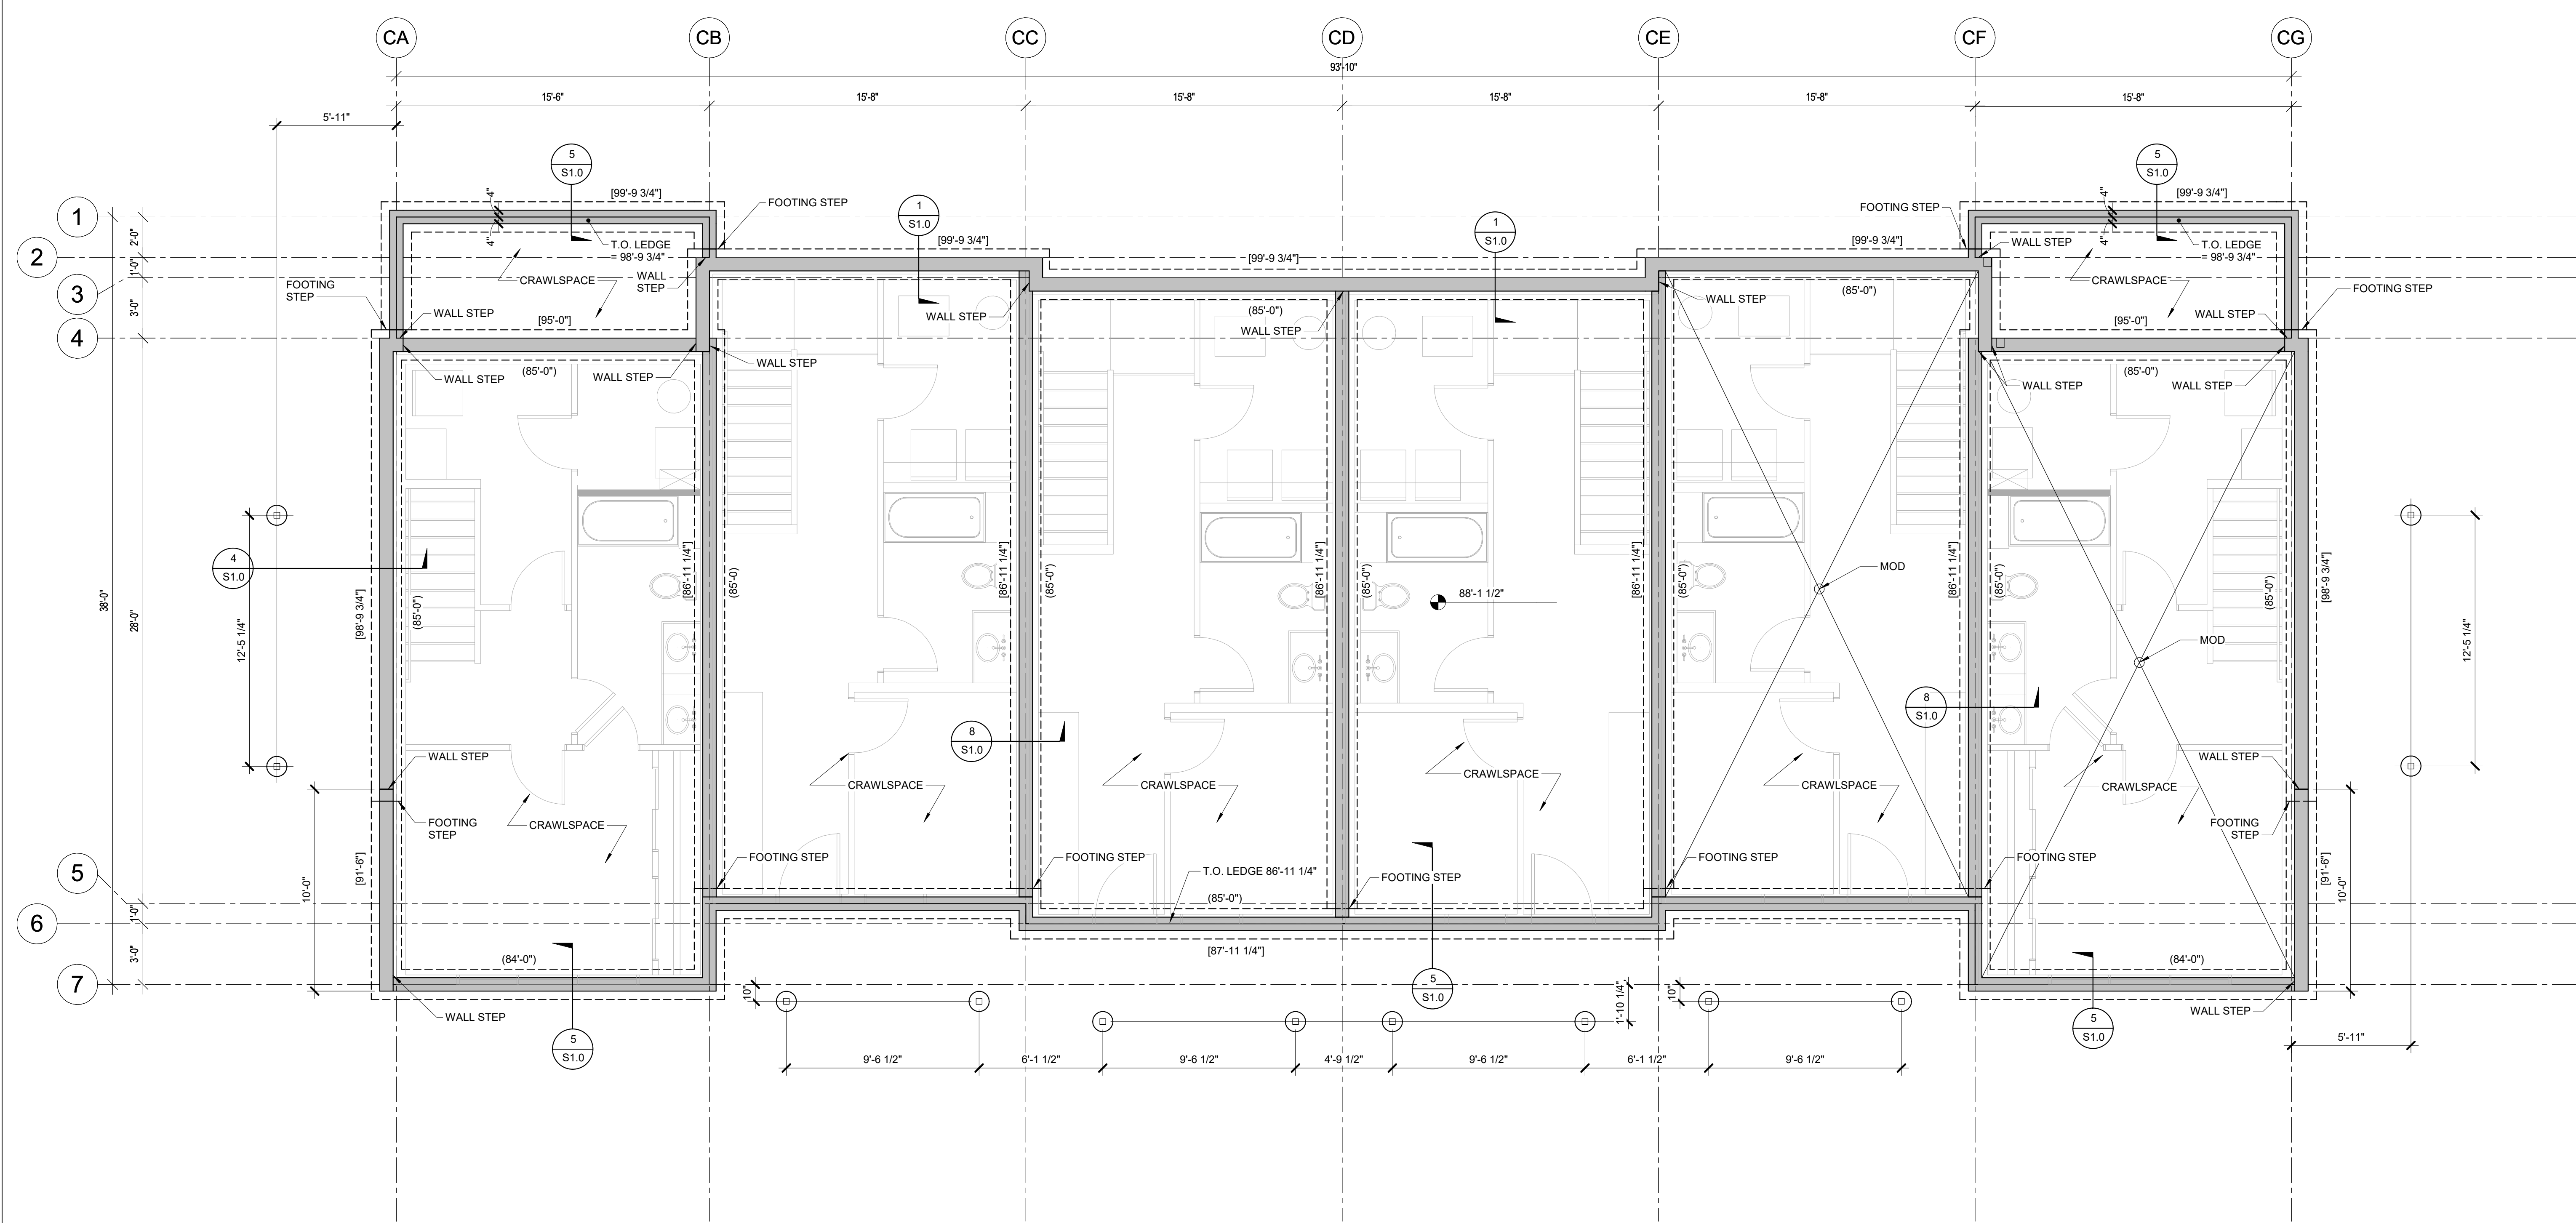 CA
CB
CC
CD
CE
CF
CG
93'-10"
15'-6"
15'-8"
15'-8"
15'-8"
15'-8"
15'-8"
5'-11"
5
S1.0
5
S1.0
[99'-9 3/4"]
4"
4"
FOOTING STEP
1
S1.0
[99'-9 3/4"]
1
S1.0
[99'-9 3/4"]
[99'-9 3/4"]
FOOTING STEP
[99'-9 3/4"]
4"
4"
1
2
3
4
2'-0"
1'-0"
3'-0"
T.O. LEDGE
= 98'-9 3/4"
CRAWLSPACE
WALL
STEP
FOOTING
STEP
WALL STEP
[95'-0"]
WALL STEP
(85'-0")
WALL STEP
WALL STEP
(85'-0")
WALL STEP
T.O. LEDGE
= 98'-9 3/4"
CRAWLSPACE
FOOTING STEP
WALL STEP
[95'-0"]
WALL STEP
WALL STEP
(85'-0")
WALL STEP
WALL STEP
(85'-0")
WALL STEP
4
S1.0
38'-0"
28'-0"
12'-5 1/4"
[98'-9 3/4"]
(85'-0")
[86'-11 1/4"]
(85'-0)
[86'-11 1/4"]
(85'-0")
[86'-11 1/4"]
(85'-0")
88'-1 1/2"
[86'-11 1/4"]
(85'-0")
MOD
[86'-11 1/4"]
(85'-0")
MOD
(85'-0")
[98'-9 3/4"]
12'-5 1/4"
8
S1.0
8
S1.0
WALL STEP
FOOTING
STEP
CRAWLSPACE
CRAWLSPACE
CRAWLSPACE
CRAWLSPACE
CRAWLSPACE
CRAWLSPACE
WALL STEP
FOOTING
STEP
[91'-6"]
10'-0"
FOOTING STEP
FOOTING STEP
T.O. LEDGE 86'-11 1/4"
(85'-0")
FOOTING STEP
FOOTING STEP
FOOTING STEP
[91'-6"]
10'-0"
5
6
7
1'-0"
3'-0"
(84'-0")
[87'-11 1/4"]
(84'-0")
WALL STEP
5
S1.0
10"
5
S1.0
1'-10 1/4"
10"
WALL STEP
5
S1.0
5'-11"
9'-6 1/2"
6'-1 1/2"
9'-6 1/2"
4'-9 1/2"
9'-6 1/2"
6'-1 1/2"
9'-6 1/2"